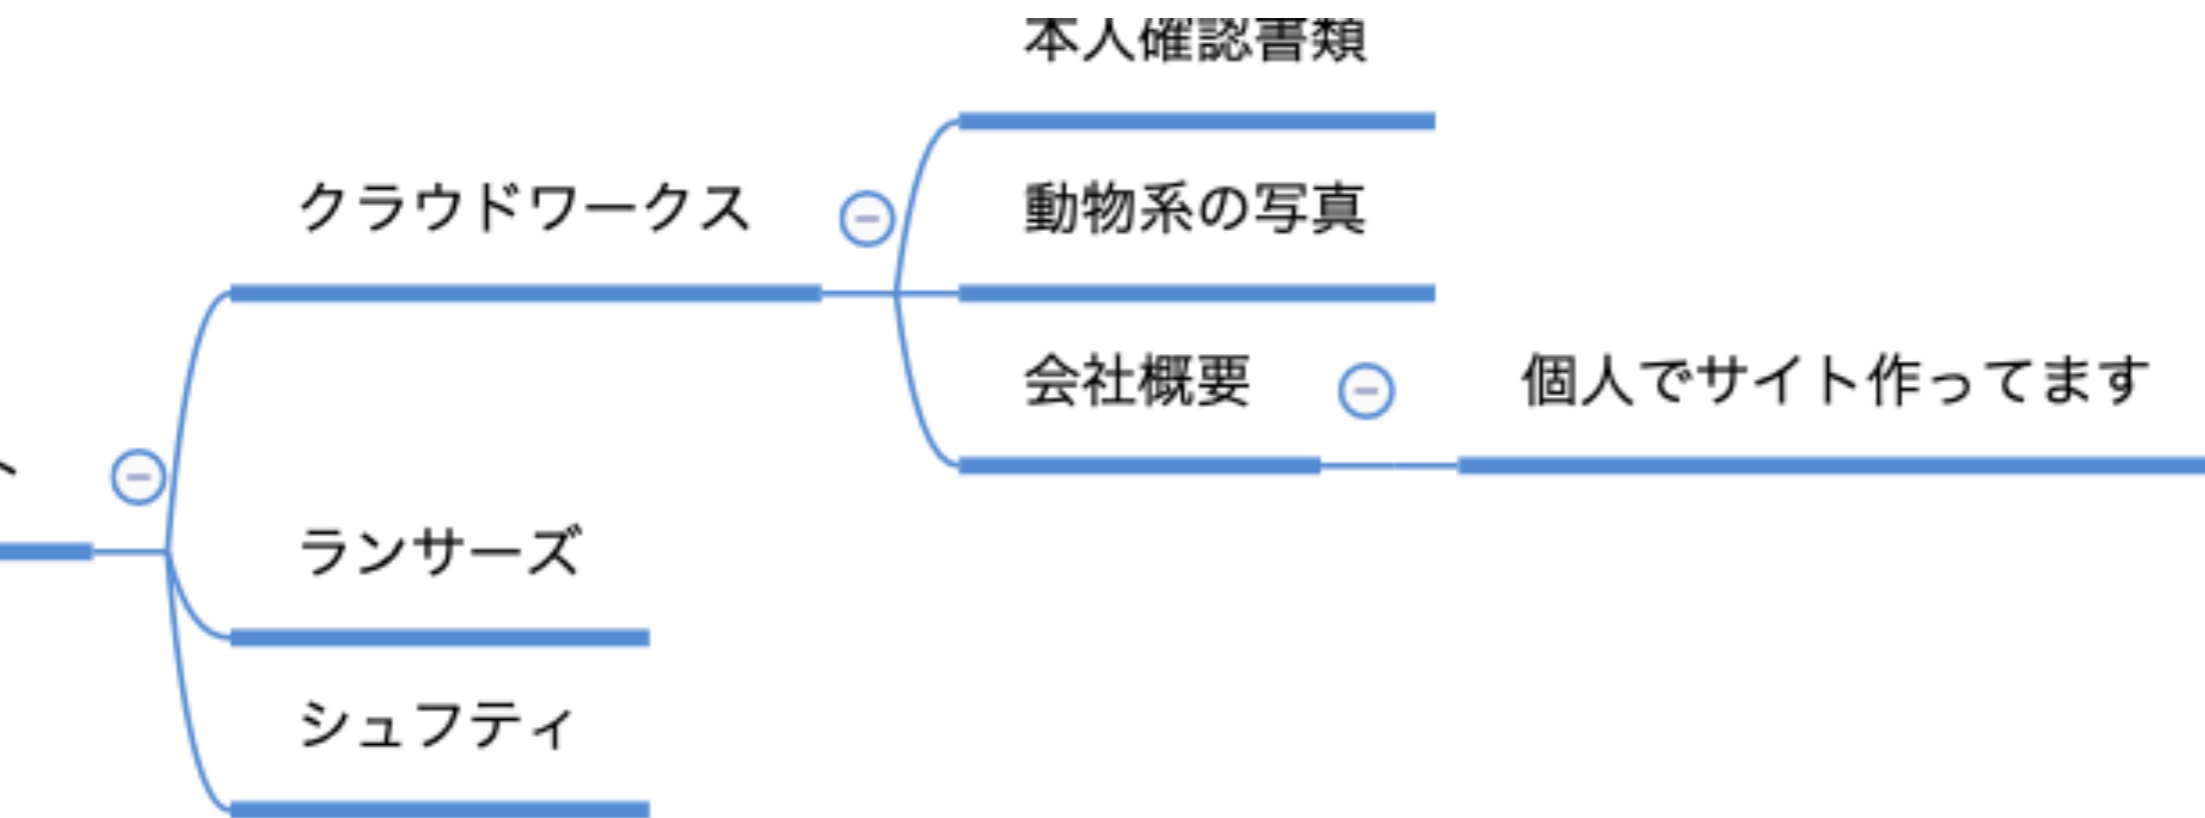 本人確認書類
クラウドワークス
動物系の写真
会社概要
個人でサイト作ってます
ランサーズ
シュフティ